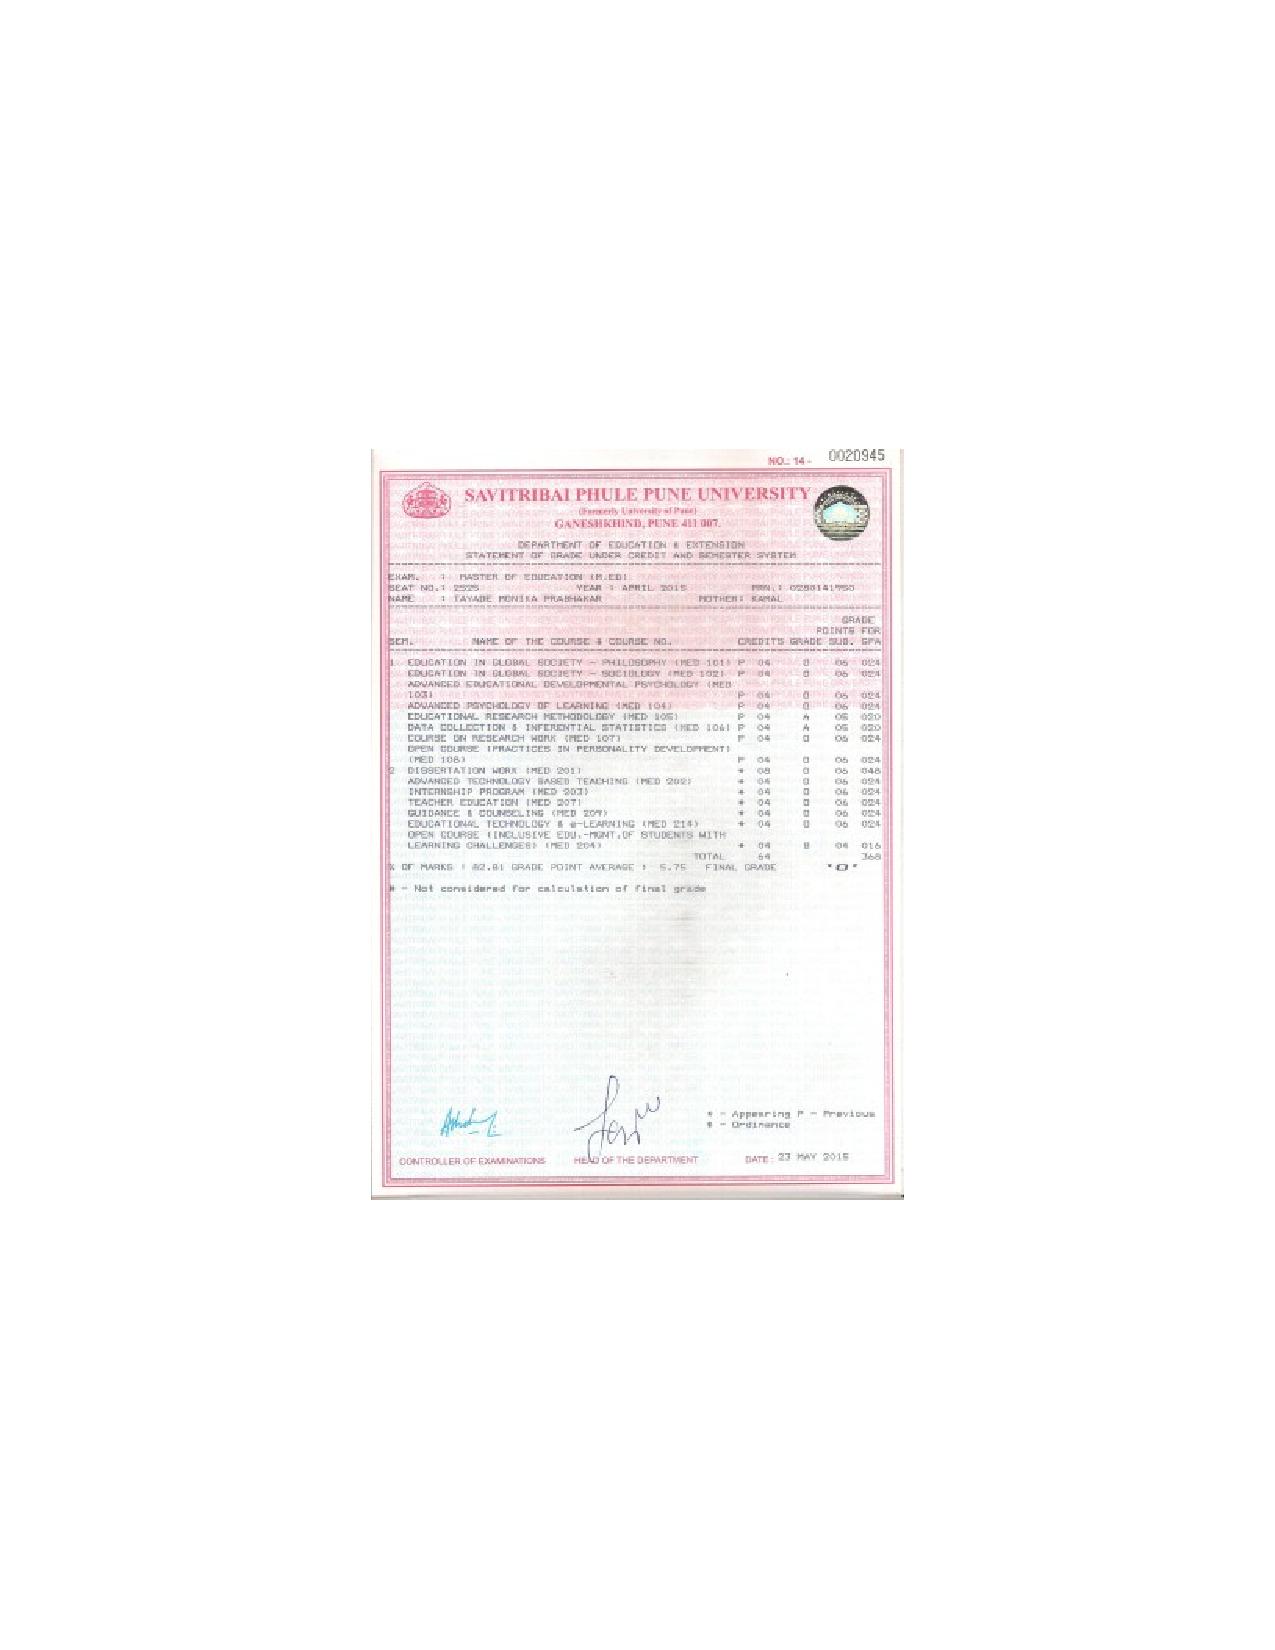 NO.: 14 - 0020945
SAVITRIBAI PHULE PUNE UNIVERSITY
(Formerly University of Pune)
GANESHKHIND, PUNE 411 007.
DEPARTMENT OF EDUCATION & EXTENSION
STATEMENT OF GRADE UNDER CREDIT AND SEMESTER SYSTEM
EXAM. : MASTER OF EDUCATION (M.ED)
SEAT NO.: 2525 YEAR : APRIL 2015 PRN.:
NAME : TAYADE MONIKA PRABHAKAR MOTHER: KAMAL
GRADE
POINTS FOR
SEM. NAME OF THE COURSE & COURSE NO. CREDITS GRADE SUB. GPA
1 EDUCATION IN GLOBAL SOCIETY - PHILOSOPHY (MED 101) P 04 O 06 024
EDUCATION IN GLOBAL SOCIETY - SOCIOLOGY (MED 102) P 04 O 06 024
ADVANCED EDUCATIONAL DEVELOPMENTAL PSYCHOLOGY (MED
103) P 04 O 06 024
ADVANCED PSYCHOLOGY OF LEARNING (MED 104) P 04 O 06 024
EDUCATIONAL RESEARCH METHODOLOGY (MED 105) P 04 A 05 020
DATA COLLECTION & INFERENTIAL STATISTICS (MED 106) P 04 A 05 020
COURSE ON RESEARCH WORK (MED 107) P 04 O 06 024
OPEN COURSE (PRACTICES IN PERSONALITY DEVELOPMENT)
(MED 108) P 04 O 06 024
2 DISSERTATION WORK (MED 201) * 08 O 06 048
ADVANCED TECHNOLOGY BASED TEACHING (MED 202) * 04 O 06 024
INTERNSHIP PROGRAM (MED 203) * 04 O 06 024
TEACHER EDUCATION (MED 207) * 04 O 06 024
GUIDANCE & COUNSELING (MED 209) * 04 O 06 024
EDUCATIONAL TECHNOLOGY & e-LEARNING (MED 214) * 04 O 06 024
OPEN COURSE (INCLUSIVE EDU.-MGNT.OF STUDENTS WITH
LEARNING CHALLENGES) (MED 204) * 04 B 04 016
TOTAL 64 368
% OF MARKS : 82.81 GRADE POINT AVERAGE : 5.75 FINAL GRADE "O"
# - Not considered for calculation of final grade
* - Appearing P - Previous
- Ordinance
CONTROLLER OF EXAMINATIONS HEAD OF THE DEPARTMENT DATE : 23 MAY 2015